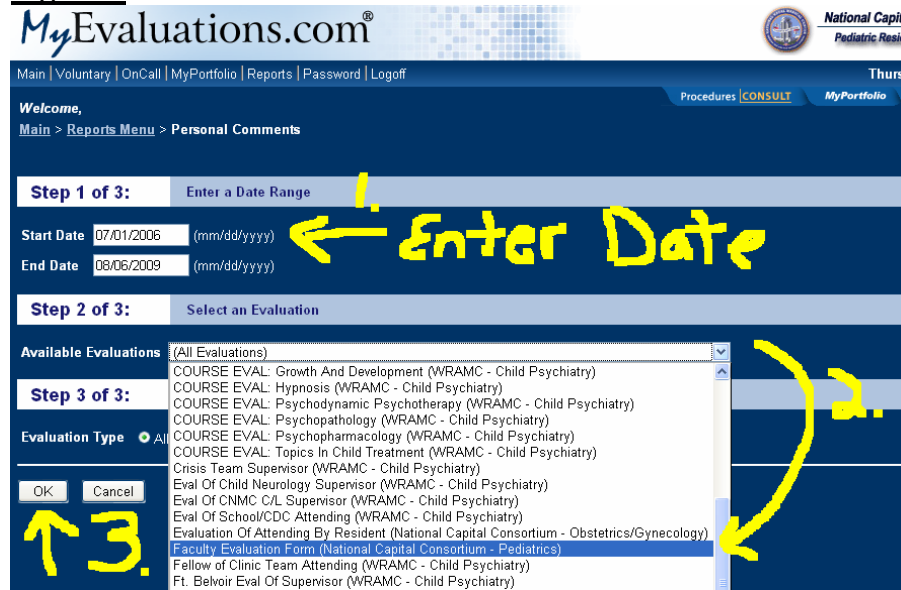 MyEvaluations.com®
National Capi
Pediatric Resi
Main | Voluntary | OnCall | MyPortfolio | Reports | Password | Logoff
Thurs
Procedures CONSULT MyPortfolio
Welcome,
Main > Reports Menu > Personal Comments
1.
Step 1 of 3: Enter a Date Range
Start Date 07/01/2006 (mm/dd/yyyy)
Enter Date
End Date 08/06/2009 (mm/dd/yyyy)
Step 2 of 3: Select an Evaluation
Available Evaluations (All Evaluations)
COURSE EVAL: Growth And Development (WRAMC - Child Psychiatry)
COURSE EVAL: Hypnosis (WRAMC - Child Psychiatry)
Step 3 of 3:
COURSE EVAL: Psychodynamic Psychotherapy (WRAMC - Child Psychiatry)
2.
COURSE EVAL: Psychopathology (WRAMC - Child Psychiatry)
Evaluation Type All
COURSE EVAL: Psychopharmacology (WRAMC - Child Psychiatry)
COURSE EVAL: Topics In Child Treatment (WRAMC - Child Psychiatry)
Crisis Team Supervisor (WRAMC - Child Psychiatry)
Eval Of Child Neurology Supervisor (WRAMC - Child Psychiatry)
OK Cancel
Eval Of CNMC C/L Supervisor (WRAMC - Child Psychiatry)
Eval Of School/CDC Attending (WRAMC - Child Psychiatry)
Evaluation Of Attending By Resident (National Capital Consortium - Obstetrics/Gynecology)
3.
Faculty Evaluation Form (National Capital Consortium - Pediatrics)
Fellow of Clinic Team Attending (WRAMC - Child Psychiatry)
Ft. Belvoir Eval Of Supervisor (WRAMC - Child Psychiatry)